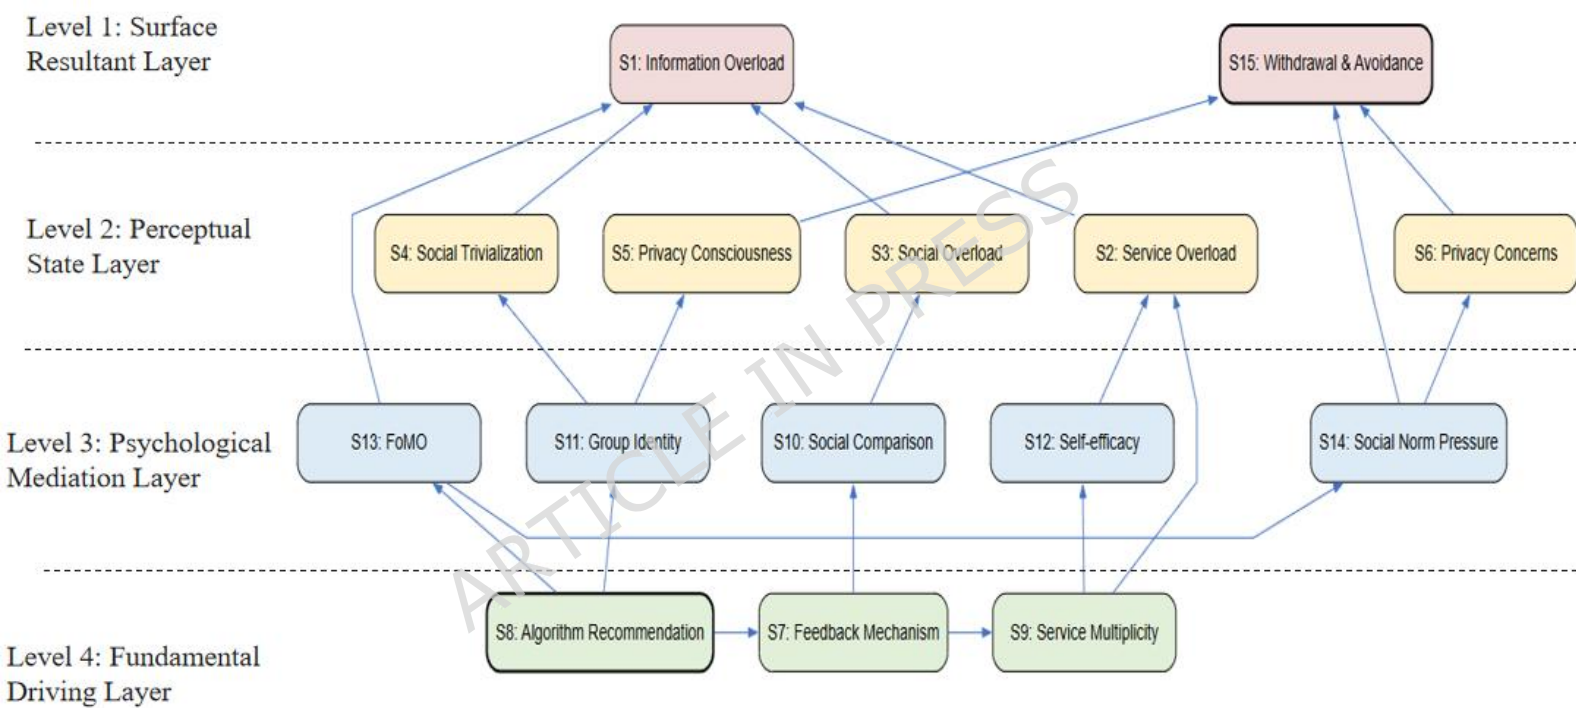 Level 1: Surface
Resultant Layer
S1: Information Overload
S15: Withdrawal & Avoidance
Level 2: Perceptual
State Layer
S4: Social Trivialization
S5: Privacy Consciousness
S3: Social Overload
S2: Service Overload
S6: Privacy Concerns
Level 3: Psychological
Mediation Layer
S13: FoMO
S11: Group Identity
S10: Social Comparison
S12: Self-efficacy
S14: Social Norm Pressure
Level 4: Fundamental
Driving Layer
S8: Algorithm Recommendation
S7: Feedback Mechanism
S9: Service Multiplicity
ARTICLE IN PRESS